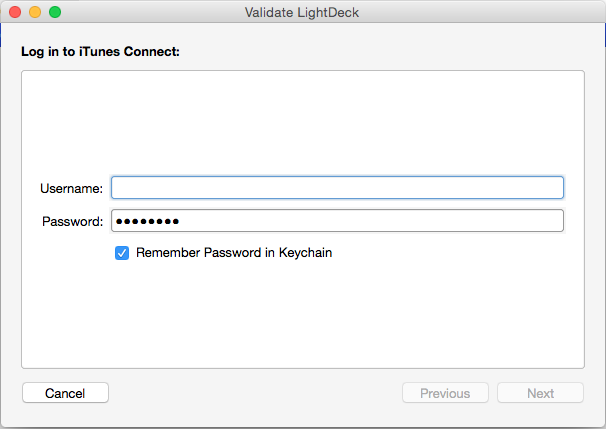 Validate LightDeck
Log in to iTunes Connect:
Username:
Password: ●●●●●●●●
Remember Password in Keychain
Cancel Previous Next